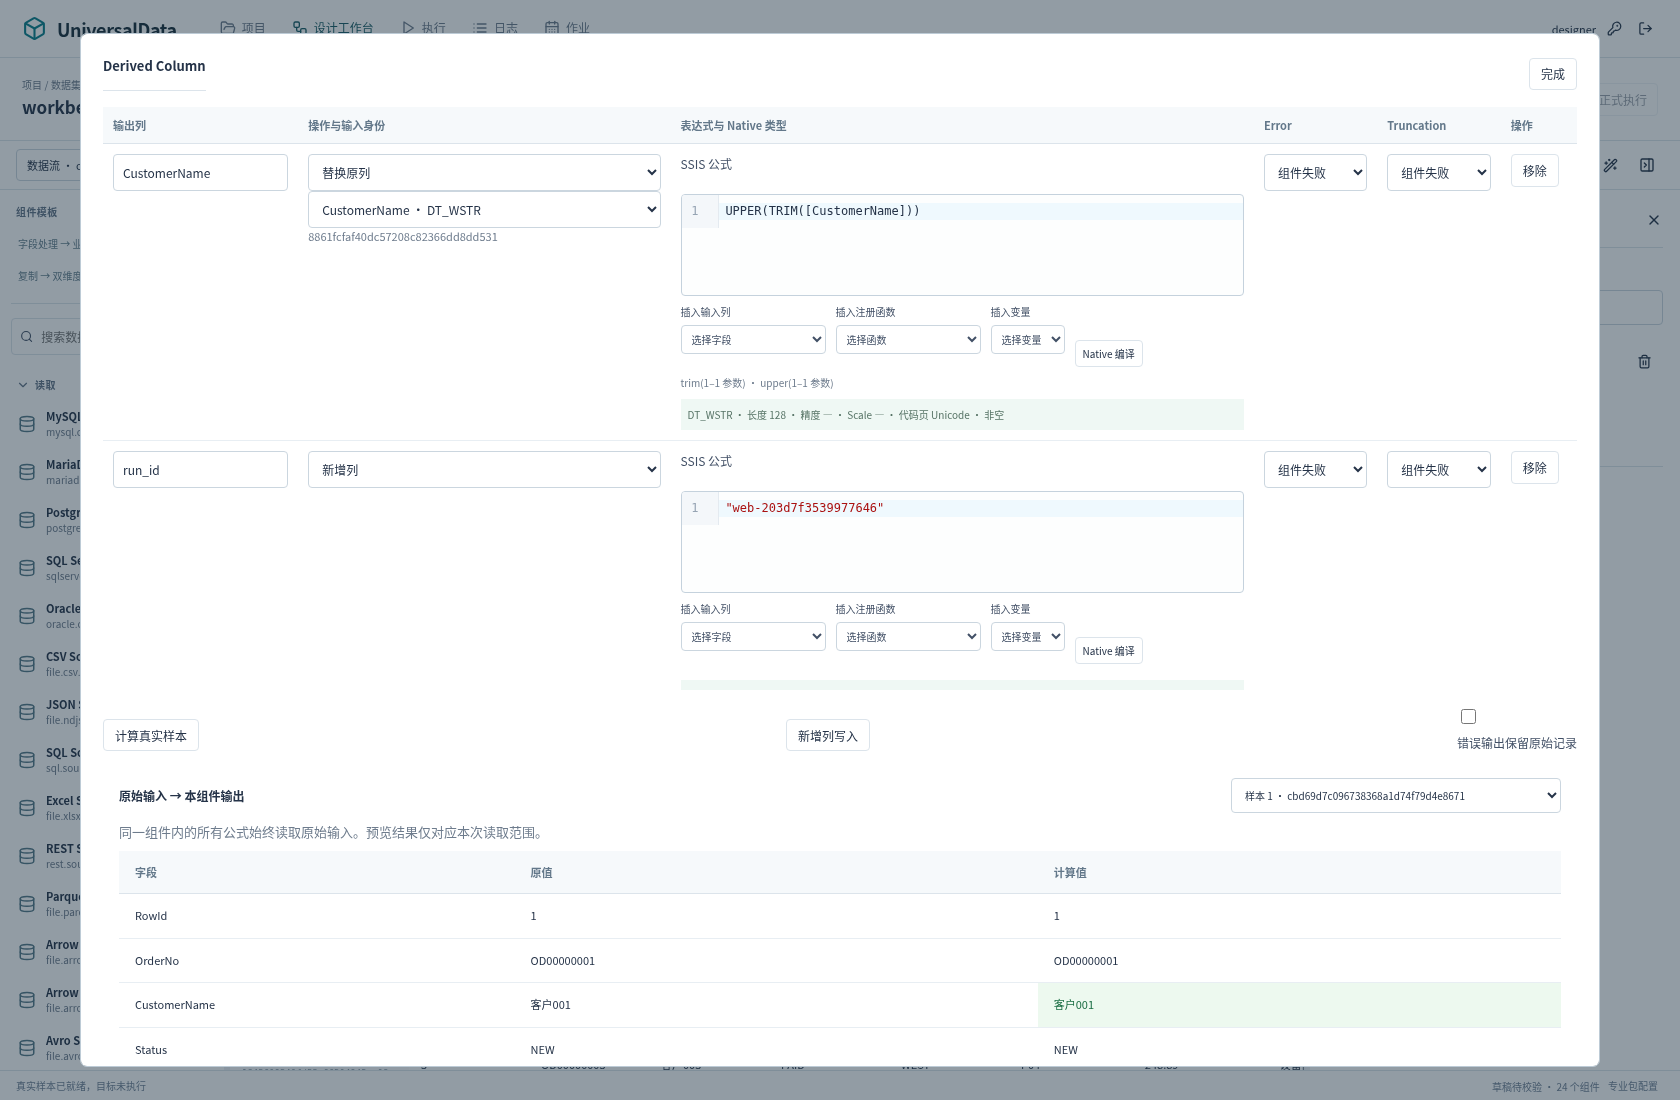 UniversalData
项目
设计工作台
执行
日志
作业
designer
项目 / 数据集
workbe
正式执行
数据流 · c
组件模板
字段处理 → 业
复制 → 双维度
搜索数据
读取
MySQL
mysql.c
MariaD
mariad
Postgr
postgre
SQL Se
sqlserv
Oracle
oracle.c
CSV So
file.csv.
JSON S
file.ndjs
SQL So
sql.sou
Excel S
file.xlsx
REST S
rest.sou
Parque
file.parc
Arrow
file.arro
Arrow
file.arro
Avro S
file.avro
Derived Column
完成
输出列 操作与输入身份 表达式与 Native 类型 Error Truncation 操作
CustomerName
替换原列
CustomerName · DT_WSTR
8861fcfaf40dc57208c82366dd8dd531
SSIS 公式
1 UPPER(TRIM([CustomerName]))
插入输入列 插入注册函数 插入变量
选择字段 选择函数 选择变量 Native 编译
trim(1–1 参数) · upper(1–1 参数)
DT_WSTR · 长度 128 · 精度 — · Scale — · 代码页 Unicode · 非空
组件失败 组件失败 移除
run_id
新增列
SSIS 公式
1 "web-203d7f3539977646"
插入输入列 插入注册函数 插入变量
选择字段 选择函数 选择变量 Native 编译
组件失败 组件失败 移除
计算真实样本 新增列写入 错误输出保留原始记录
原始输入 → 本组件输出
样本 1 · cbd69d7c096738368a1d74f79d4e8671
同一组件内的所有公式始终读取原始输入。预览结果仅对应本次读取范围。
字段 原值 计算值
RowId 1 1
OrderNo OD00000001 OD00000001
CustomerName 客户001 客户001
Status NEW NEW
真实样本已就绪，目标未执行
草稿待校验 · 24 个组件 专业包配置